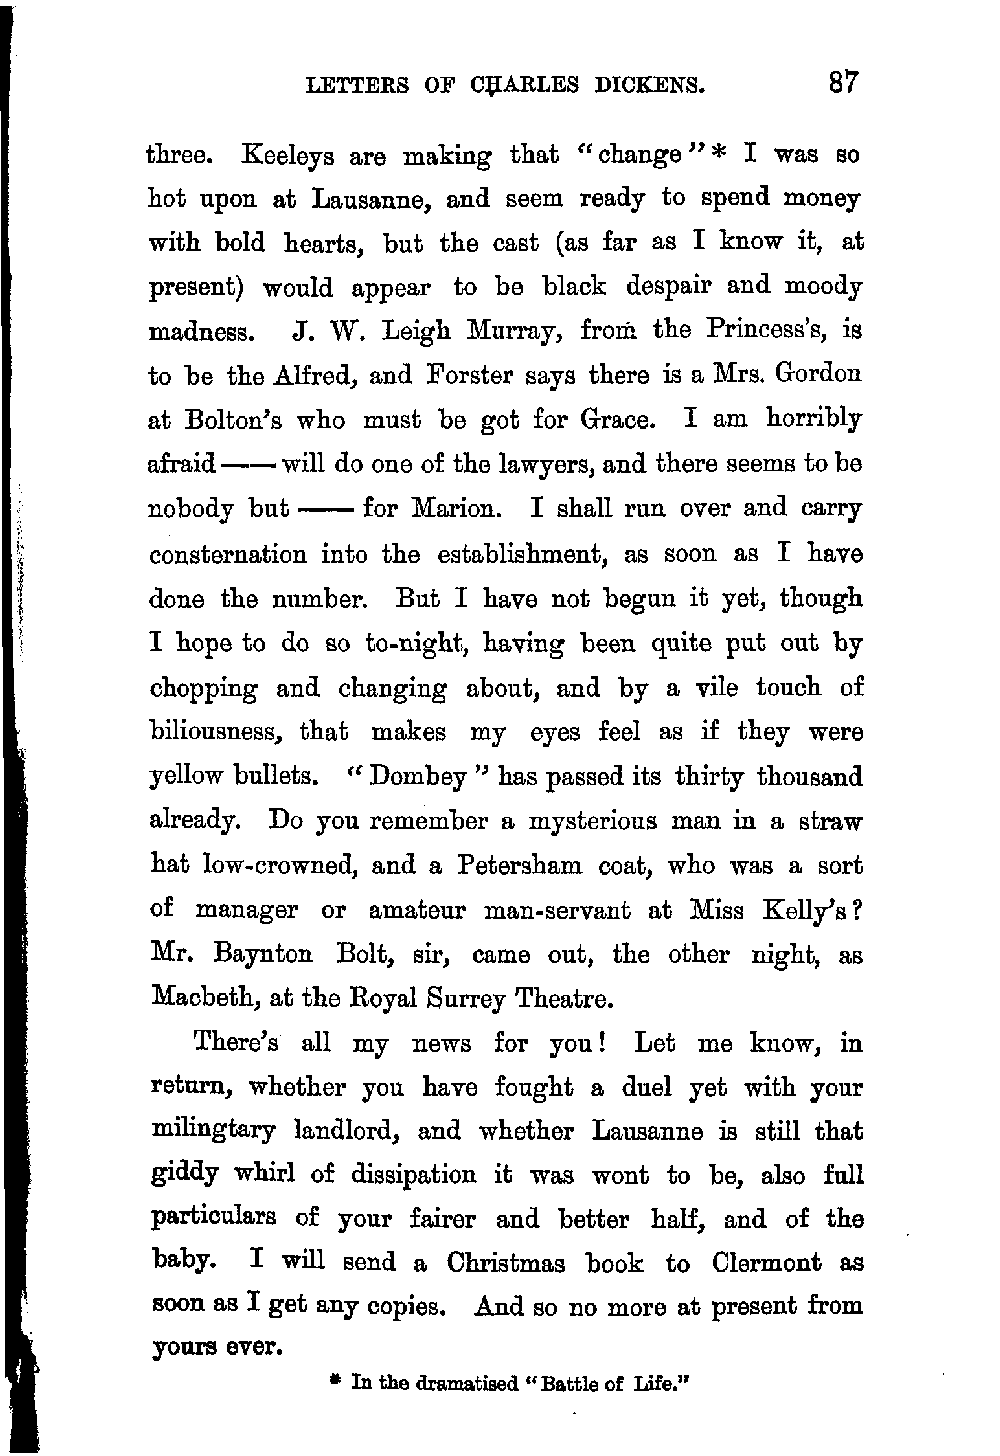 LETTERS OF CHARLES DICKENS. 87
three. Keeleys are making that “change”* I was so
hot upon at Lausanne, and seem ready to spend money
with bold hearts, but the cast (as far as I know it, at
present) would appear to be black despair and moody
madness. J. W. Leigh Murray, from the Princess’s, is
to be the Alfred, and Forster says there is a Mrs. Gordon
at Bolton’s who must be got for Grace. I am horribly
afraid —— will do one of the lawyers, and there seems to be
nobody but —— for Marion. I shall run over and carry
consternation into the establishment, as soon as I have
done the number. But I have not begun it yet, though
I hope to do so to-night, having been quite put out by
chopping and changing about, and by a vile touch of
biliousness, that makes my eyes feel as if they were
yellow bullets. “Dombey” has passed its thirty thousand
already. Do you remember a mysterious man in a straw
hat low-crowned, and a Petersham coat, who was a sort
of manager or amateur man-servant at Miss Kelly’s?
Mr. Baynton Bolt, sir, came out, the other night, as
Macbeth, at the Royal Surrey Theatre.
There’s all my news for you! Let me know, in
return, whether you have fought a duel yet with your
milingtary landlord, and whether Lausanne is still that
giddy whirl of dissipation it was wont to be, also full
particulars of your fairer and better half, and of the
baby. I will send a Christmas book to Clermont as
soon as I get any copies. And so no more at present from
yours ever.
* In the dramatised “Battle of Life.”